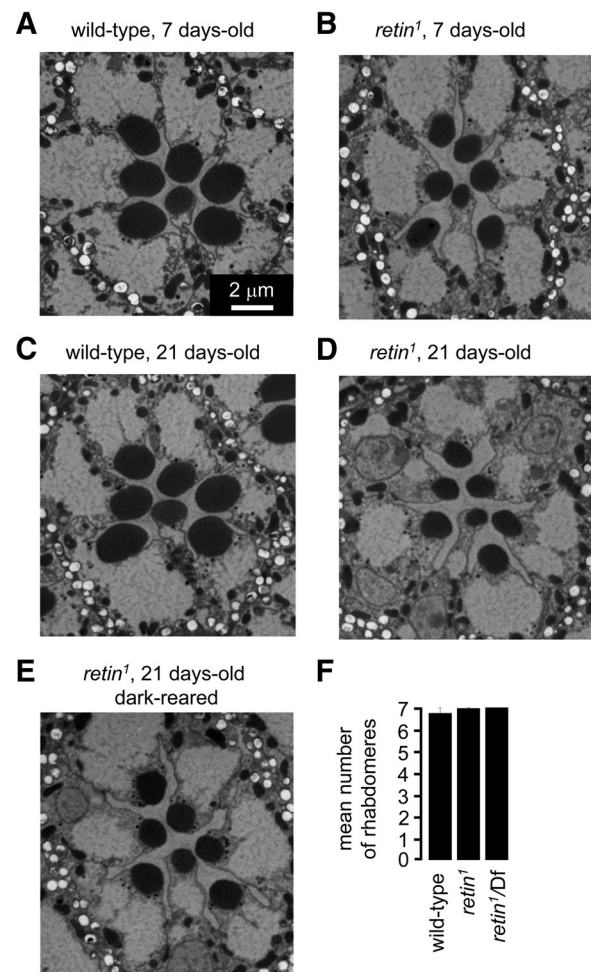 A wild-type, 7 days-old
B retin¹, 7 days-old
2 μm
C wild-type, 21 days-old
D retin¹, 21 days-old
E retin¹, 21 days-old
dark-reared
F
mean number
of rhabdomeres
7
6
5
4
3
2
1
0
wild-type
retin¹
retin¹/Df